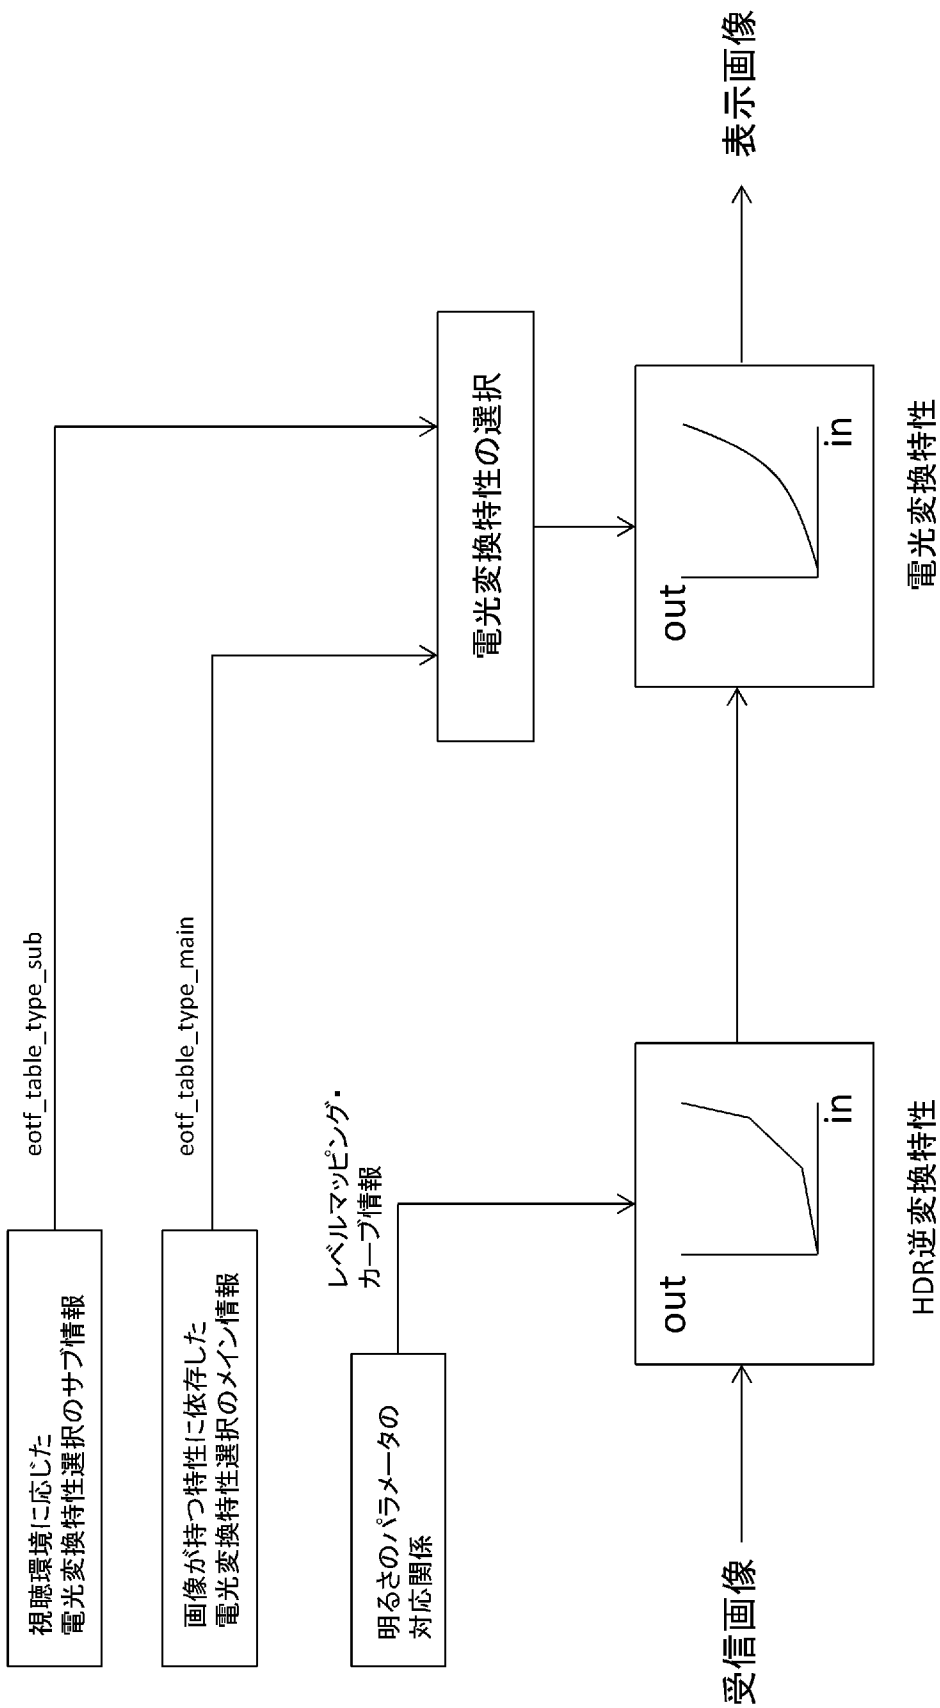 視聴環境に応じた
電光変換特性選択のサブ情報
eotf_table_type_sub
画像が持つ特性に依存した
電光変換特性選択のメイン情報
eotf_table_type_main
明るさのパラメータの
対応関係
レベルマッピング・
カーブ情報
電光変換特性の選択
受信画像
out
in
HDR逆変換特性
out
in
電光変換特性
表示画像